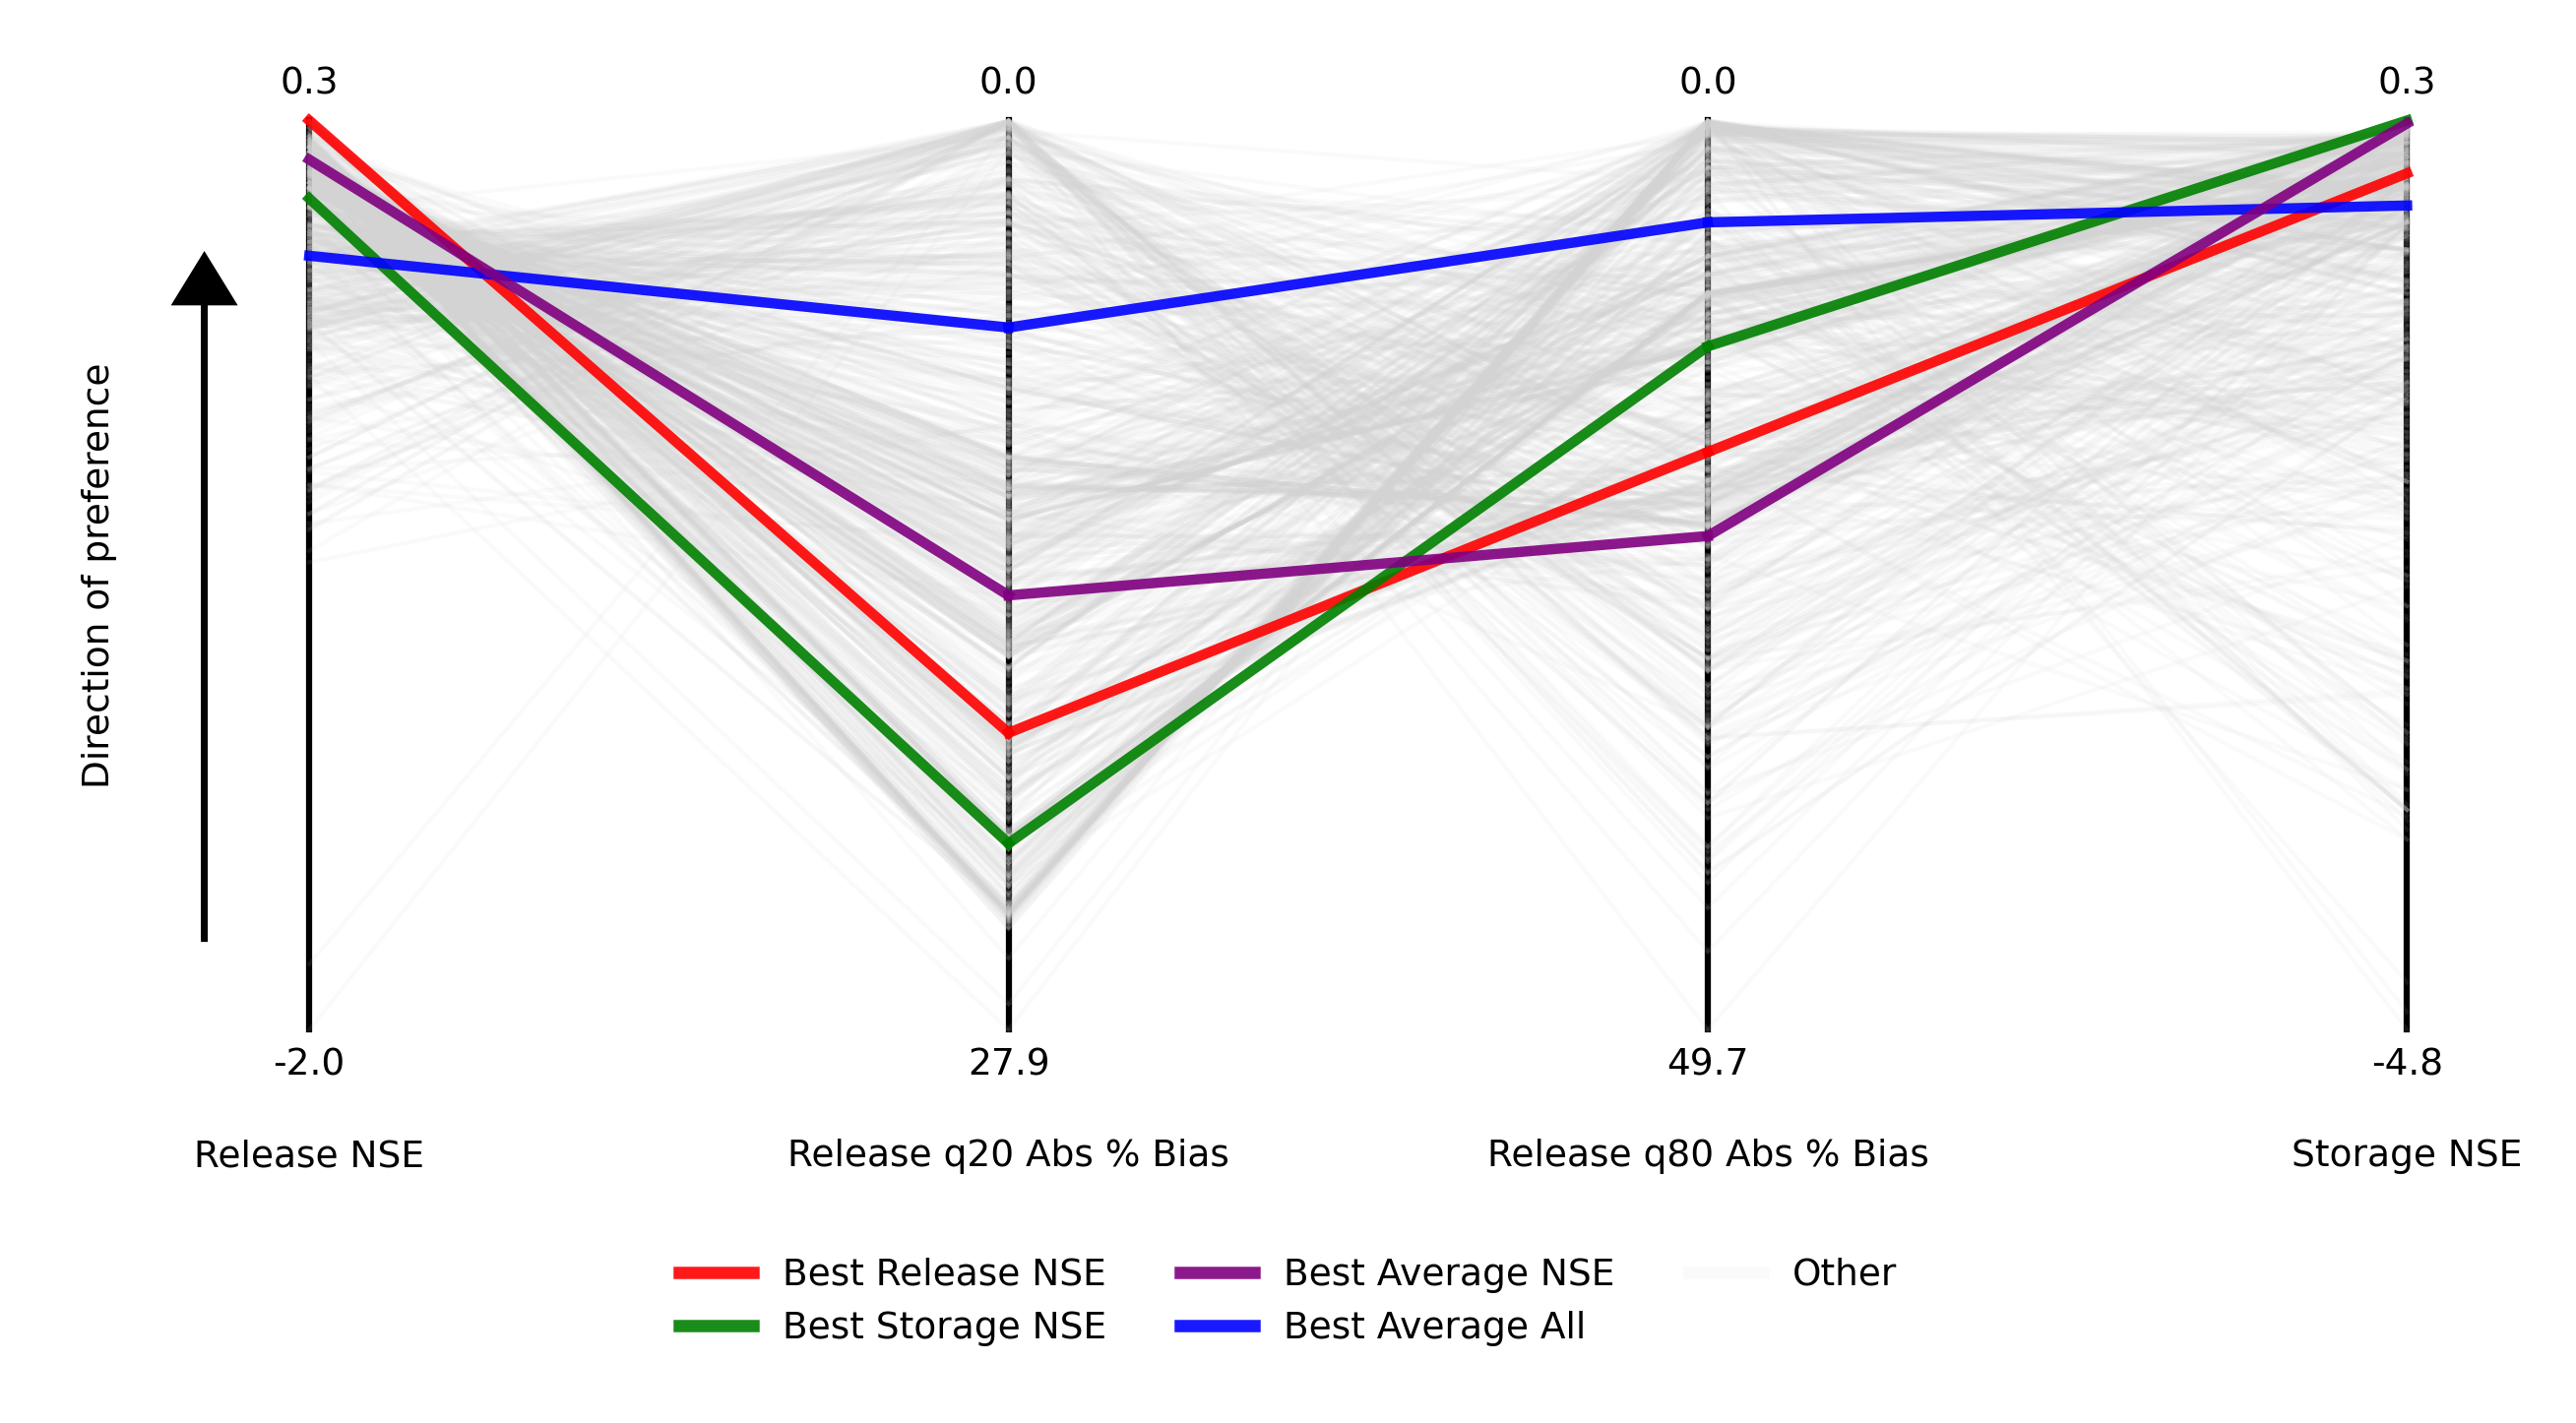 0.3
0.0
0.0
0.3
Direction of preference
-2.0
27.9
49.7
-4.8
Release NSE
Release q20 Abs % Bias
Release q80 Abs % Bias
Storage NSE
Best Release NSE
Best Storage NSE
Best Average NSE
Best Average All
Other